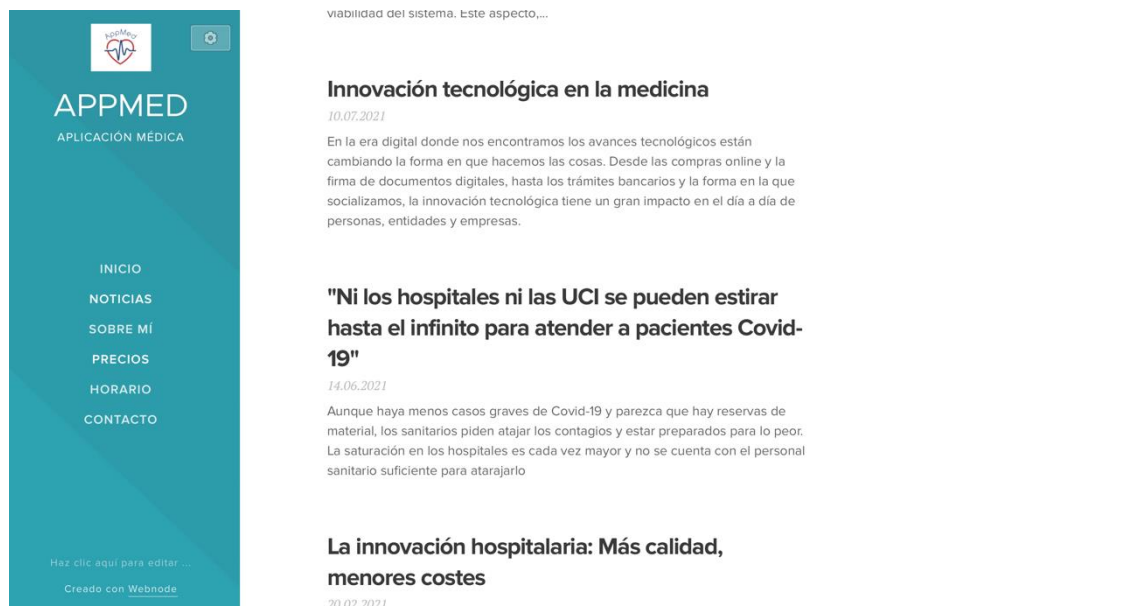 AppMed
APPMED
APLICACIÓN MÉDICA
INICIO
NOTICIAS
SOBRE MÍ
PRECIOS
HORARIO
CONTACTO
Haz clic aquí para editar ...
Creado con Webnode
viabilidad del sistema. Este aspecto,...
Innovación tecnológica en la medicina
10.07.2021
En la era digital donde nos encontramos los avances tecnológicos están
cambiando la forma en que hacemos las cosas. Desde las compras online y la
firma de documentos digitales, hasta los trámites bancarios y la forma en la que
socializamos, la innovación tecnológica tiene un gran impacto en el día a día de
personas, entidades y empresas.
"Ni los hospitales ni las UCI se pueden estirar
hasta el infinito para atender a pacientes Covid-
19"
14.06.2021
Aunque haya menos casos graves de Covid-19 y parezca que hay reservas de
material, los sanitarios piden atajar los contagios y estar preparados para lo peor.
La saturación en los hospitales es cada vez mayor y no se cuenta con el personal
sanitario suficiente para atarajarlo
La innovación hospitalaria: Más calidad,
menores costes
20.02.2021